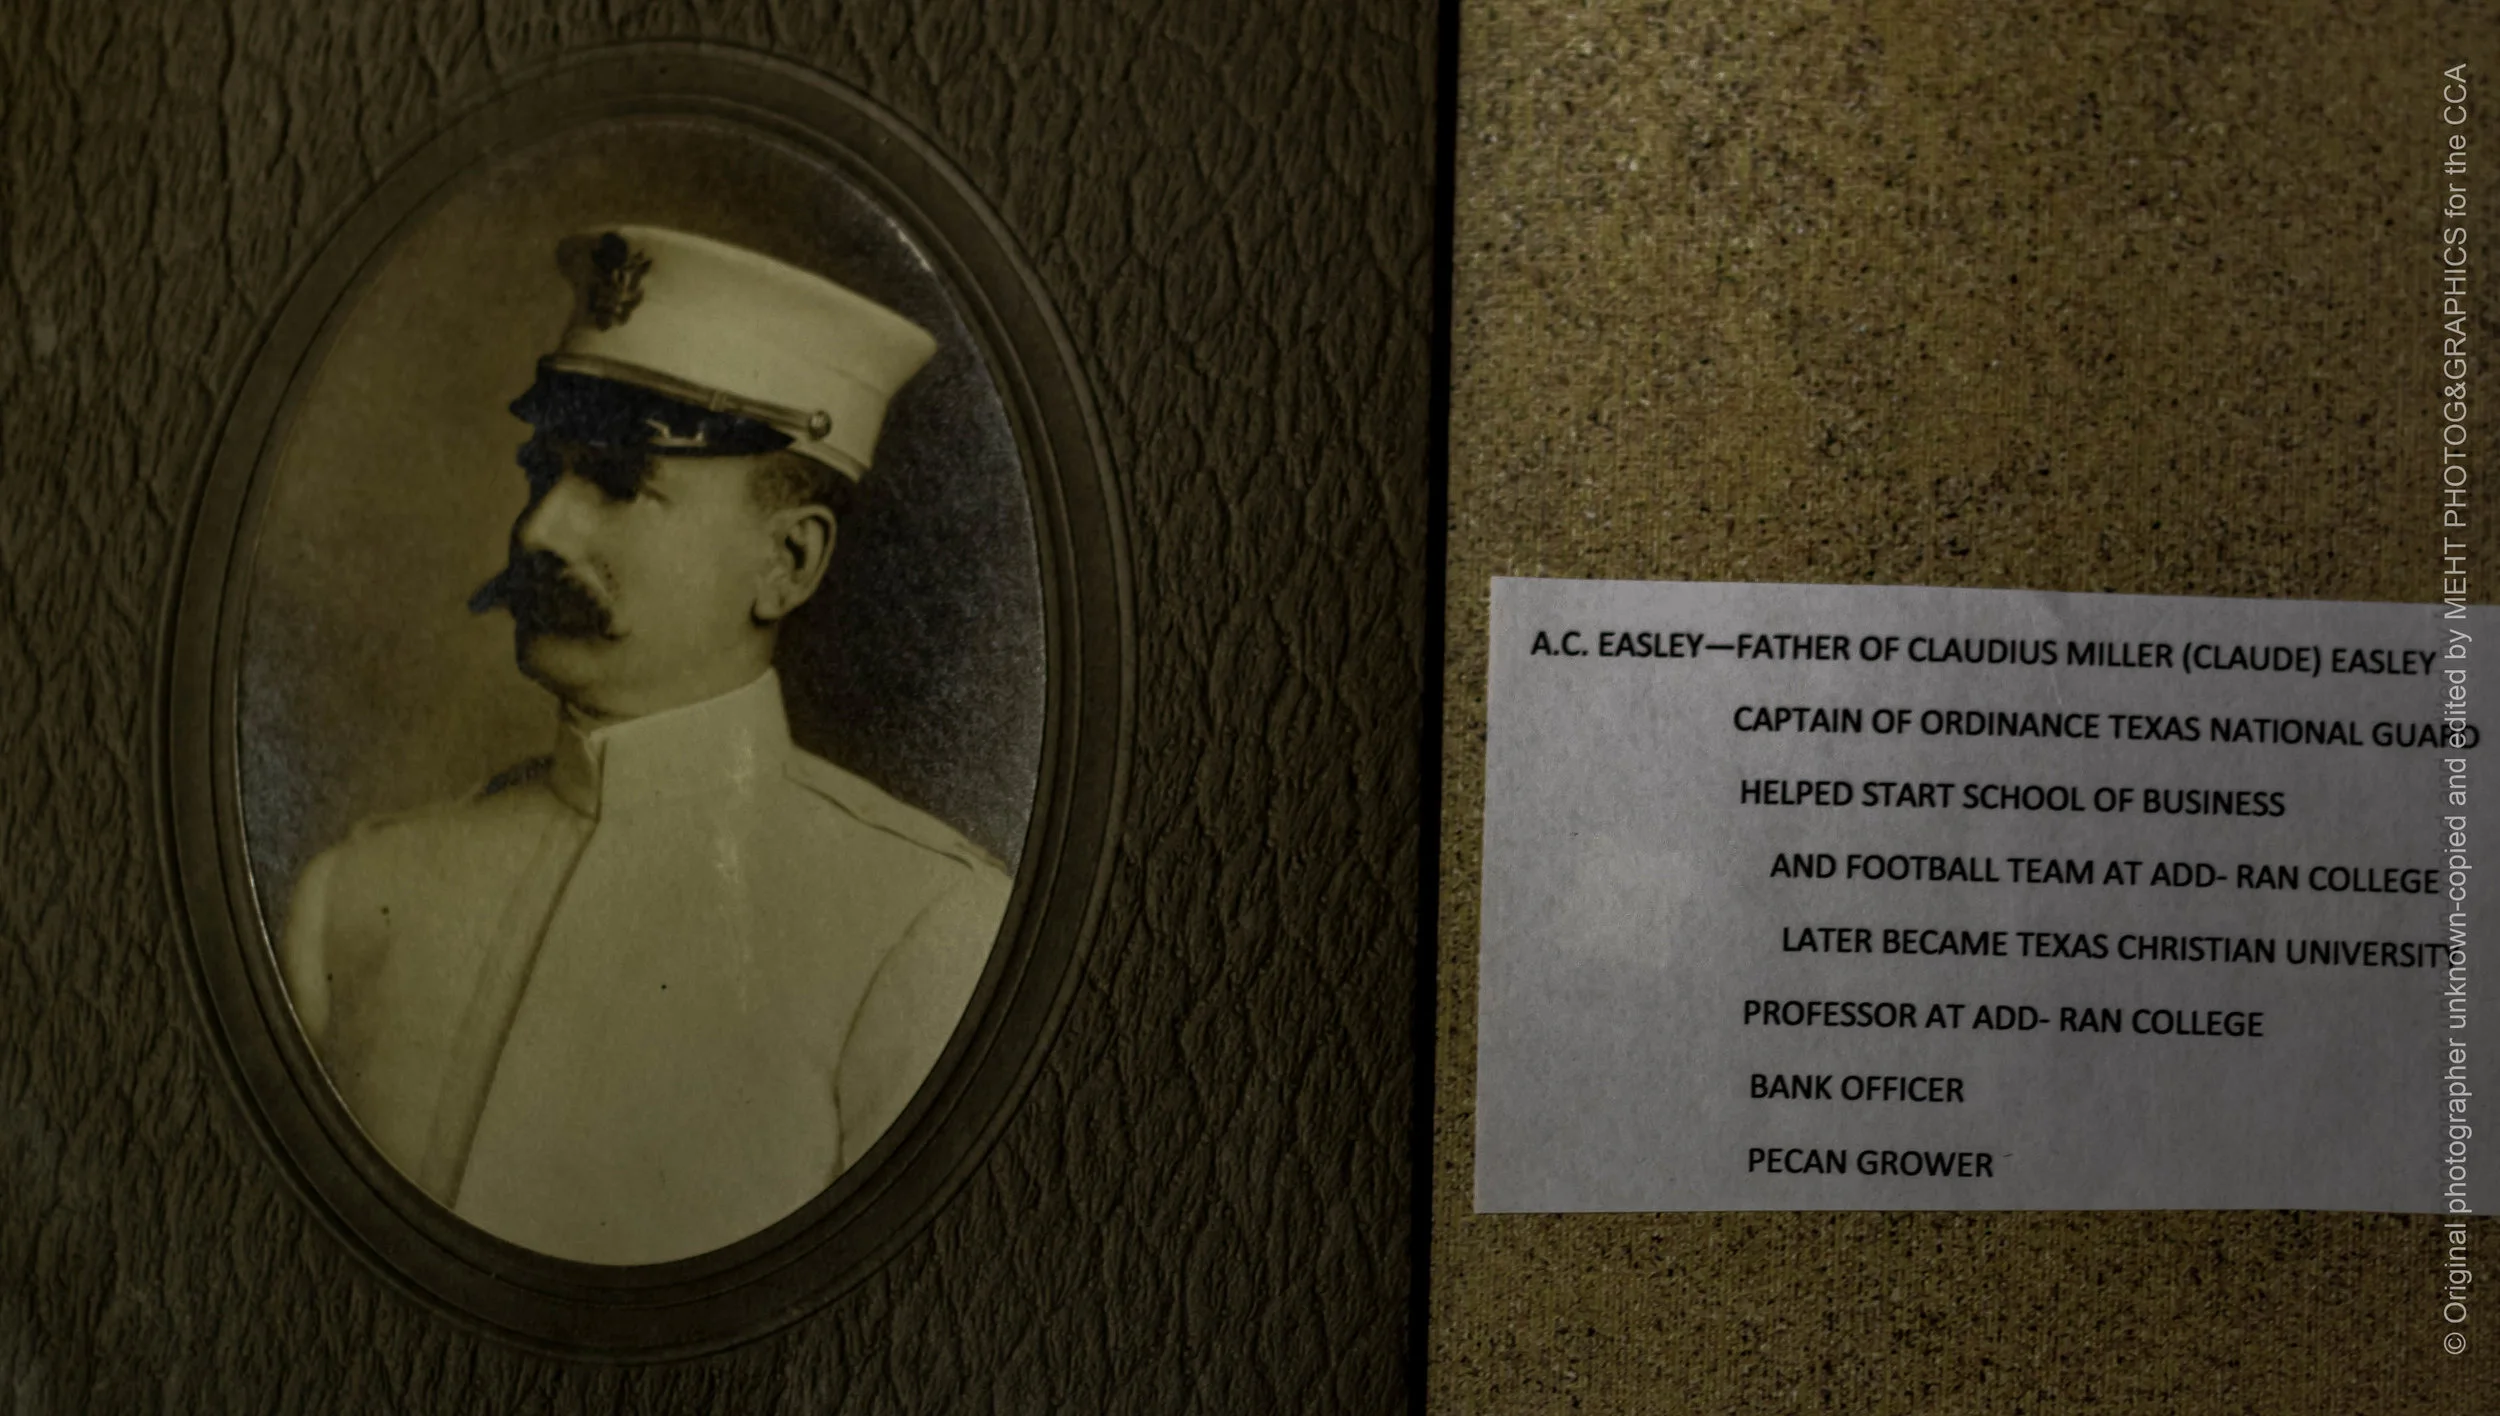 A.C. EASLEY—FATHER OF CLAUDIUS MILLER (CLAUDE) EASLEY
CAPTAIN OF ORDINANCE TEXAS NATIONAL GUARD
HELPED START SCHOOL OF BUSINESS
AND FOOTBALL TEAM AT ADD- RAN COLLEGE
LATER BECAME TEXAS CHRISTIAN UNIVERSITY
PROFESSOR AT ADD- RAN COLLEGE
BANK OFFICER
PECAN GROWER
© Original photographer unknown-copied and edited by MEHT PHOTOG&GRAPHICS for the CCA